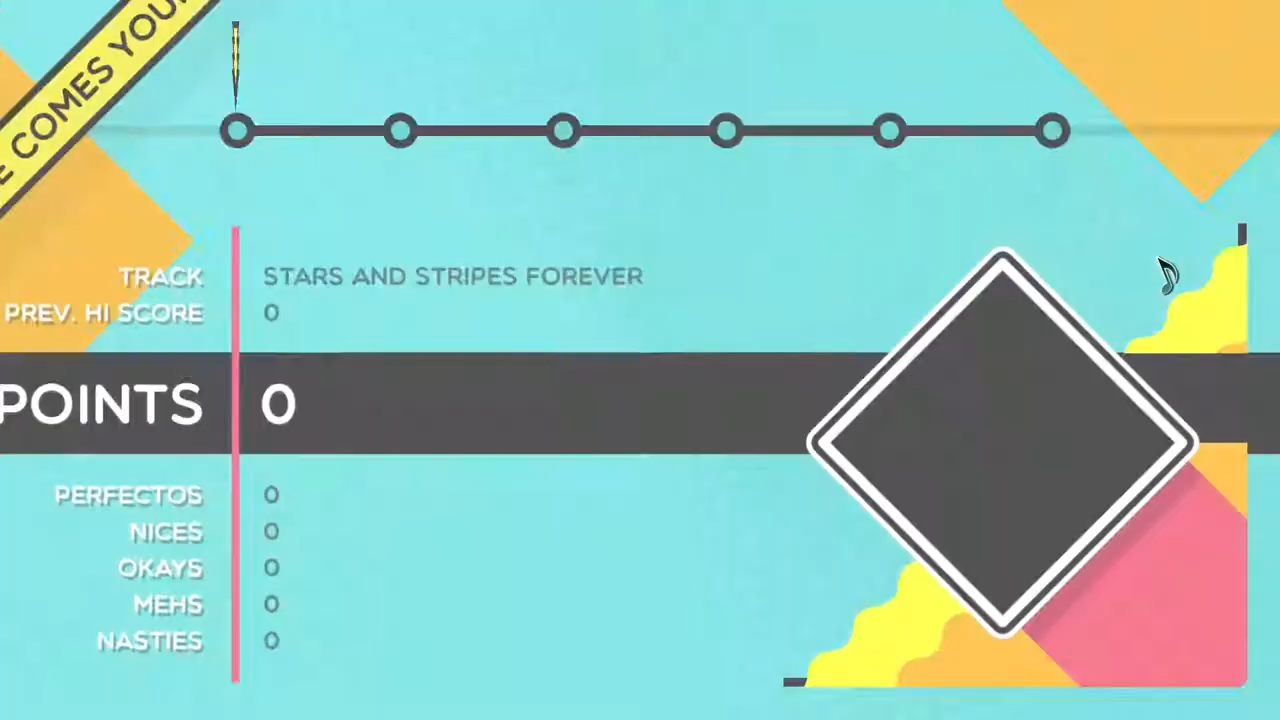 COMES YOUR
TRACK STARS AND STRIPES FOREVER
PREV. HI SCORE 0
POINTS 0
PERFECTOS 0
NICES 0
OKAYS 0
MEHS 0
NASTIES 0